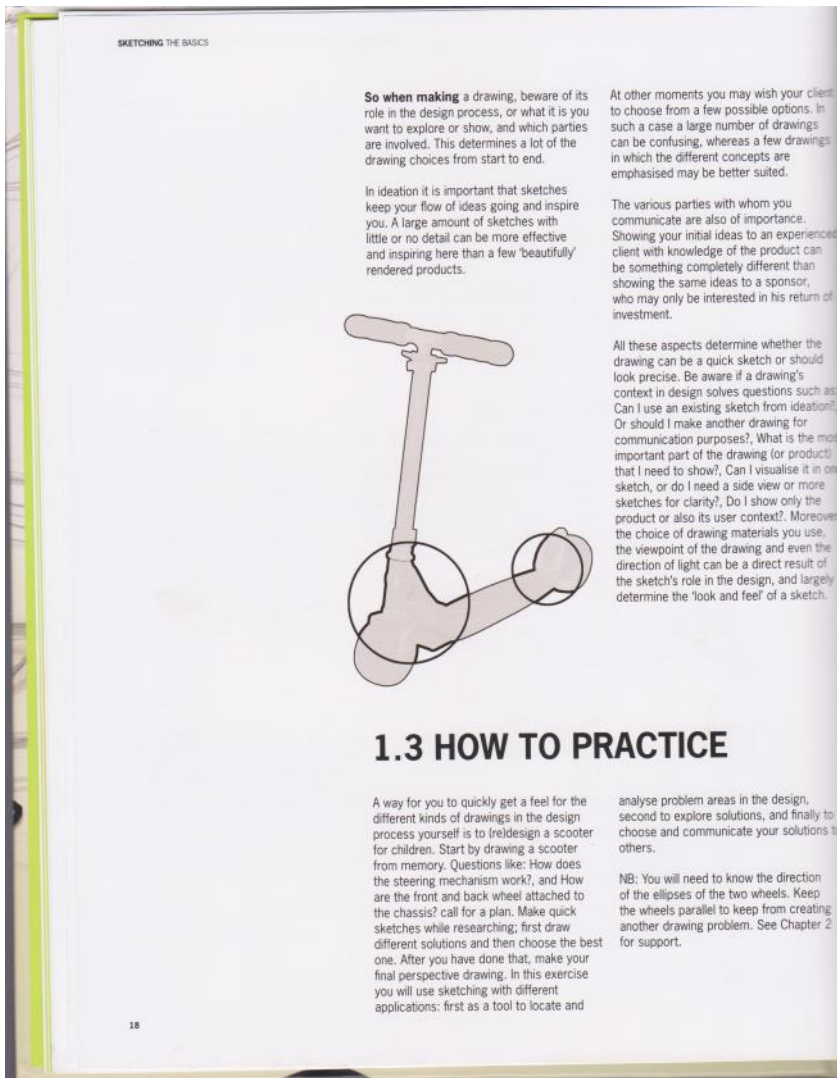 SKETCHING THE BASICS
So when making a drawing, beware of its
role in the design process, or what it is you
want to explore or show, and which parties
are involved. This determines a lot of the
drawing choices from start to end.
In ideation it is important that sketches
keep your flow of ideas going and inspire
you. A large amount of sketches with
little or no detail can be more effective
and inspiring here than a few 'beautifully'
rendered products.
At other moments you may wish your client
to choose from a few possible options. In
such a case a large number of drawings
can be confusing, whereas a few drawings
in which the different concepts are
emphasised may be better suited.
The various parties with whom you
communicate are also of importance.
Showing your initial ideas to an experienced
client with knowledge of the product can
be something completely different than
showing the same ideas to a sponsor,
who may only be interested in his return of
investment.
All these aspects determine whether the
drawing can be a quick sketch or should
look precise. Be aware if a drawing's
context in design solves questions such as:
Can I use an existing sketch from ideation?,
Or should I make another drawing for
communication purposes?, What is the
important part of the drawing (or product)
that I need to show?, Can I visualise it in
sketch, or do I need a side view or more
sketches for clarity?, Do I show only the
product or also its user context?. Moreover
the choice of drawing materials you use,
the viewpoint of the drawing and even the
direction of light can be a direct result of
the sketch's role in the design, and largely
determine the 'look and feel' of a sketch.
1.3 HOW TO PRACTICE
A way for you to quickly get a feel for the
different kinds of drawings in the design
process yourself is to (re)design a scooter
for children. Start by drawing a scooter
from memory. Questions like: How does
the steering mechanism work?, and How
are the front and back wheel attached to
the chassis? call for a plan. Make quick
sketches while researching; first draw
different solutions and then choose the best
one. After you have done that, make your
final perspective drawing. In this exercise
you will use sketching with different
applications: first as a tool to locate and
analyse problem areas in the design,
second to explore solutions, and finally to
choose and communicate your solutions
others.
NB: You will need to know the direction
of the ellipses of the two wheels. Keep
the wheels parallel to keep from creating
another drawing problem. See Chapter 2
for support.
18